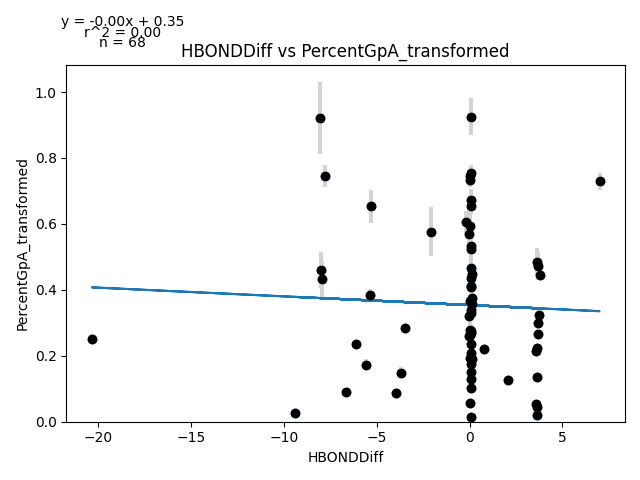 y = -0.00x + 0.35
r^2 = 0.00
n = 68
HBONDDiff vs PercentGpA_transformed
1.0
0.8
0.6
0.4
0.2
0.0
PercentGpA_transformed
−20
−15
−10
−5
0
5
HBONDDiff